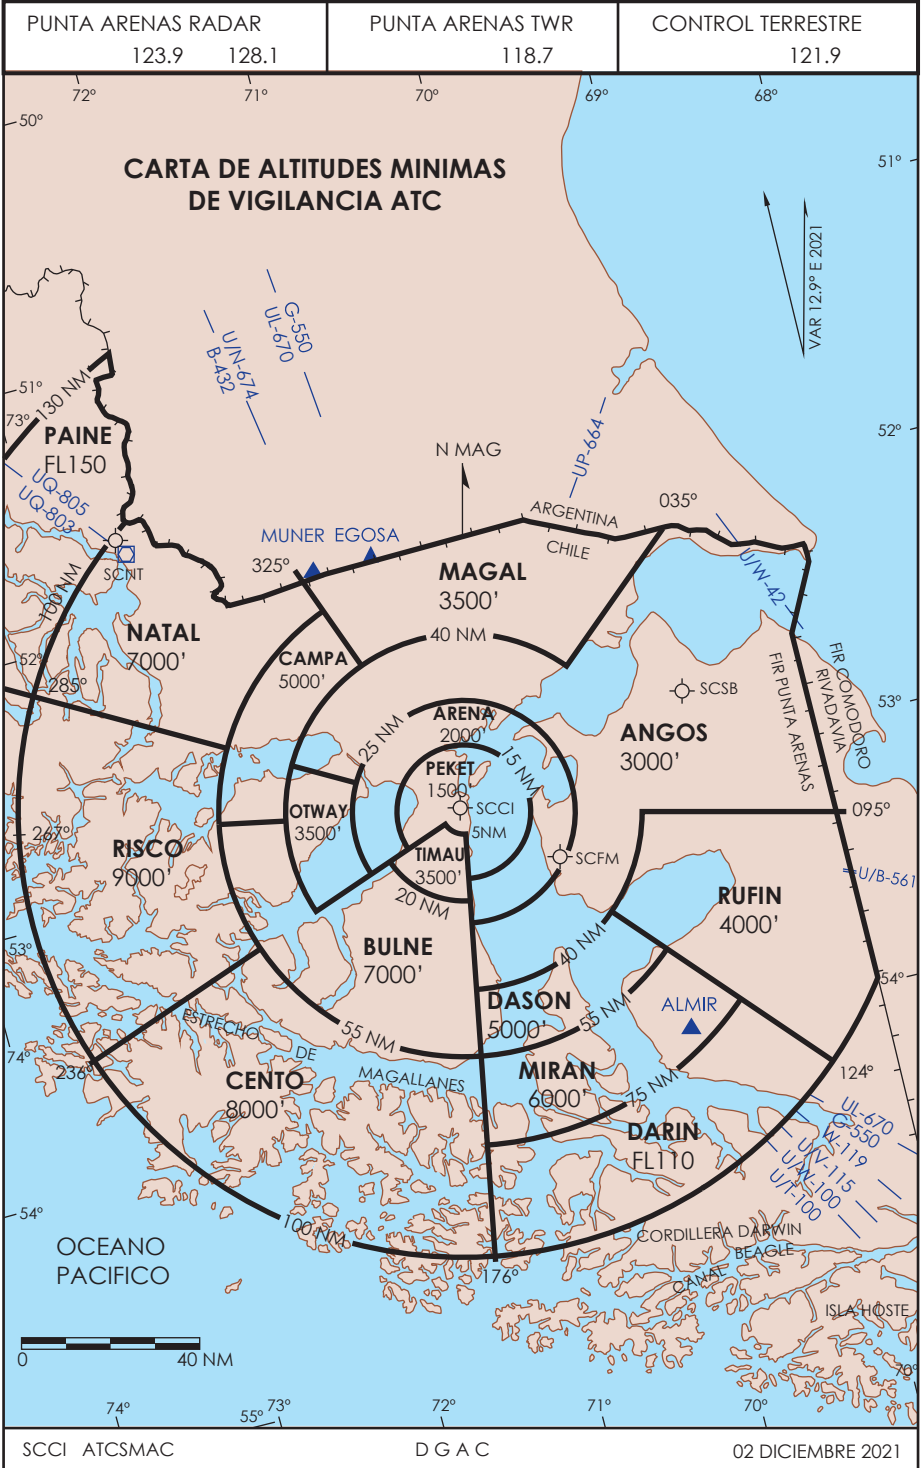 PUNTA ARENAS RADAR
123.9 128.1
PUNTA ARENAS TWR
118.7
CONTROL TERRESTRE
121.9
72° 71° 70° 69° 68°
50°
51°
CARTA DE ALTITUDES MINIMAS
DE VIGILANCIA ATC
VAR 12.9° E 2021
G-550
UL-670
U/N-674
B-432
51°
130 NM
73°
52°
PAINE
FL150
N MAG
UP-664
UQ-805
UQ-803
035°
ARGENTINA
CHILE
MUNER EGOSA
325°
SCNT
100 NM
MAGAL
3500'
U/W-42
NATAL
7000'
40 NM
CAMPA
5000'
52°
285°
FIR COMODORO
RIVADAVIA
FIR PUNTA ARENAS
SCSB
53°
ARENA
2000'
25 NM
15 NM
ANGOS
3000'
PEKET
1500'
SCCI
5NM
OTWAY
3500'
095°
267°
RISCO
9000'
TIMAU
3500'
SCFM
U/B-561
20 NM
RUFIN
4000'
BULNE
7000'
53°
40 NM
54°
DASON
5000'
55 NM
ALMIR
ESTRECHO
DE
MAGALLANES
55 NM
74°
236°
CENTO
8000'
MIRAN
6000'
75 NM
124°
DARIN
FL110
UL-670
G-550
W-119
U/V-115
U/W-100
U/T-100
54°
100 NM
CORDILLERA DARWIN
BEAGLE
CANAL
OCEANO
PACIFICO
176°
ISLA HOSTE
0 40 NM
70°
74° 55° 73° 72° 71° 70°
SCCI ATCSMAC
D G A C
02 DICIEMBRE 2021